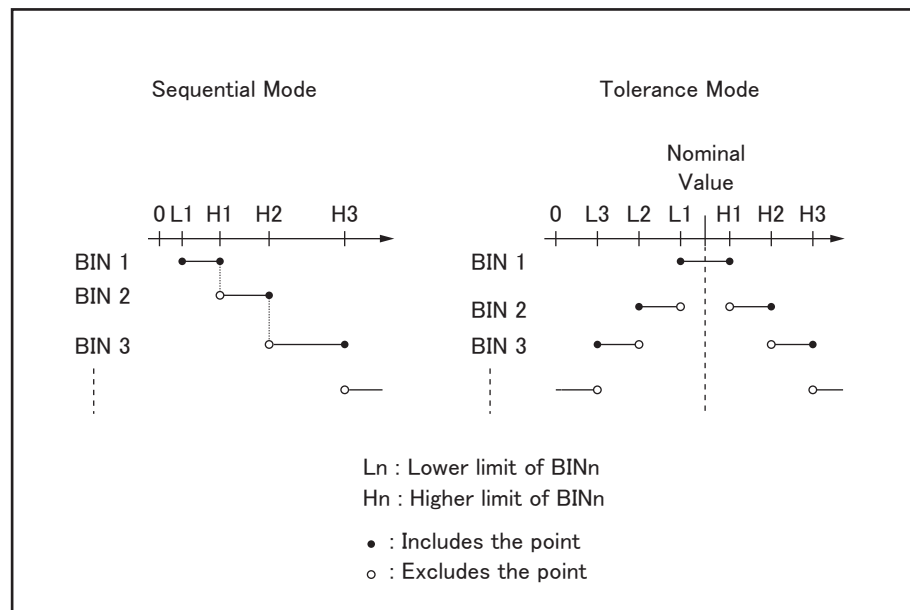 Sequential Mode
Tolerance Mode
Nominal
Value
0 L1 H1 H2 H3
0 L3 L2 L1 H1 H2 H3
BIN 1
BIN 1
BIN 2
BIN 2
BIN 3
BIN 3
Ln : Lower limit of BINn
Hn : Higher limit of BINn
● : Includes the point
○ : Excludes the point